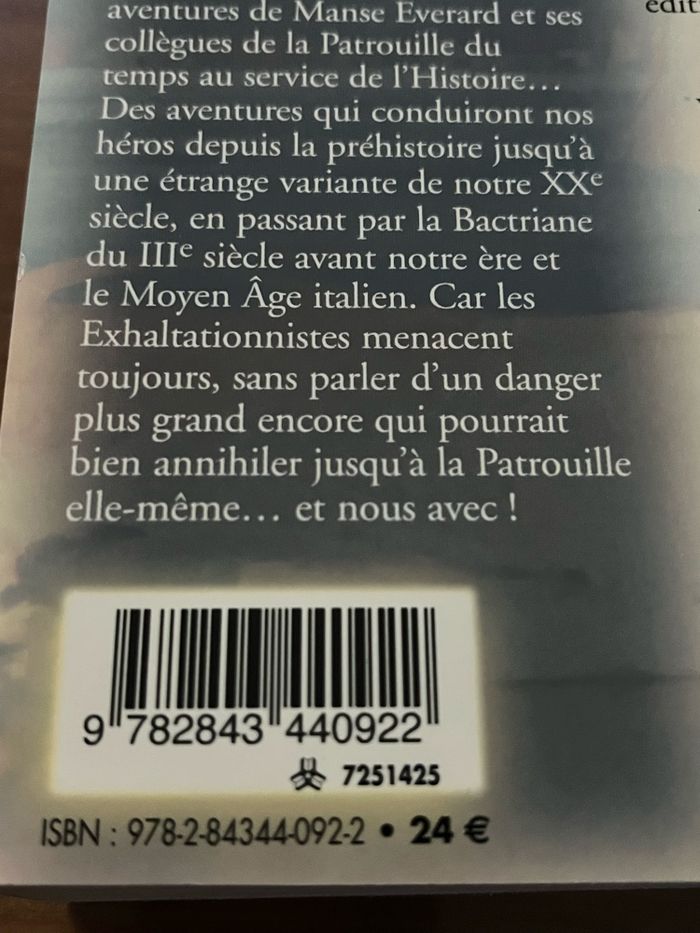 aventures de Manse Everard et ses
collègues de la Patrouille du
temps au service de l'Histoire…
Des aventures qui conduiront nos
héros depuis la préhistoire jusqu'à
une étrange variante de notre XXe
siècle, en passant par la Bactriane
du IIIe siècle avant notre ère et
le Moyen Âge italien. Car les
Exhaltationnistes menacent
toujours, sans parler d'un danger
plus grand encore qui pourrait
bien annihiler jusqu'à la Patrouille
elle-même… et nous avec !
9 782843 440922
7251425
ISBN : 978-2-84344-092-2 • 24 €